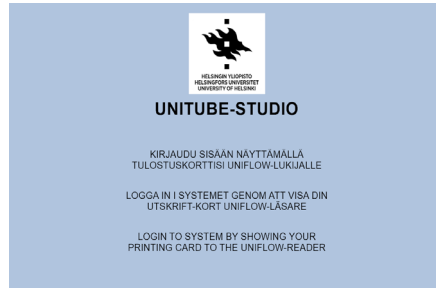 HELSINGIN YLIOPISTO
HELSINGFORS UNIVERSITET
UNIVERSITY OF HELSINKI
UNITUBE-STUDIO
KIRJAUDU SISÄÄN NÄYTTÄMÄLLÄ
TULOSTUSKORTTISI UNIFLOW-LUKIJALLE
LOGGA IN I SYSTEMET GENOM ATT VISA DIN
UTSKRIFT-KORT UNIFLOW-LÄSARE
LOGIN TO SYSTEM BY SHOWING YOUR
PRINTING CARD TO THE UNIFLOW-READER